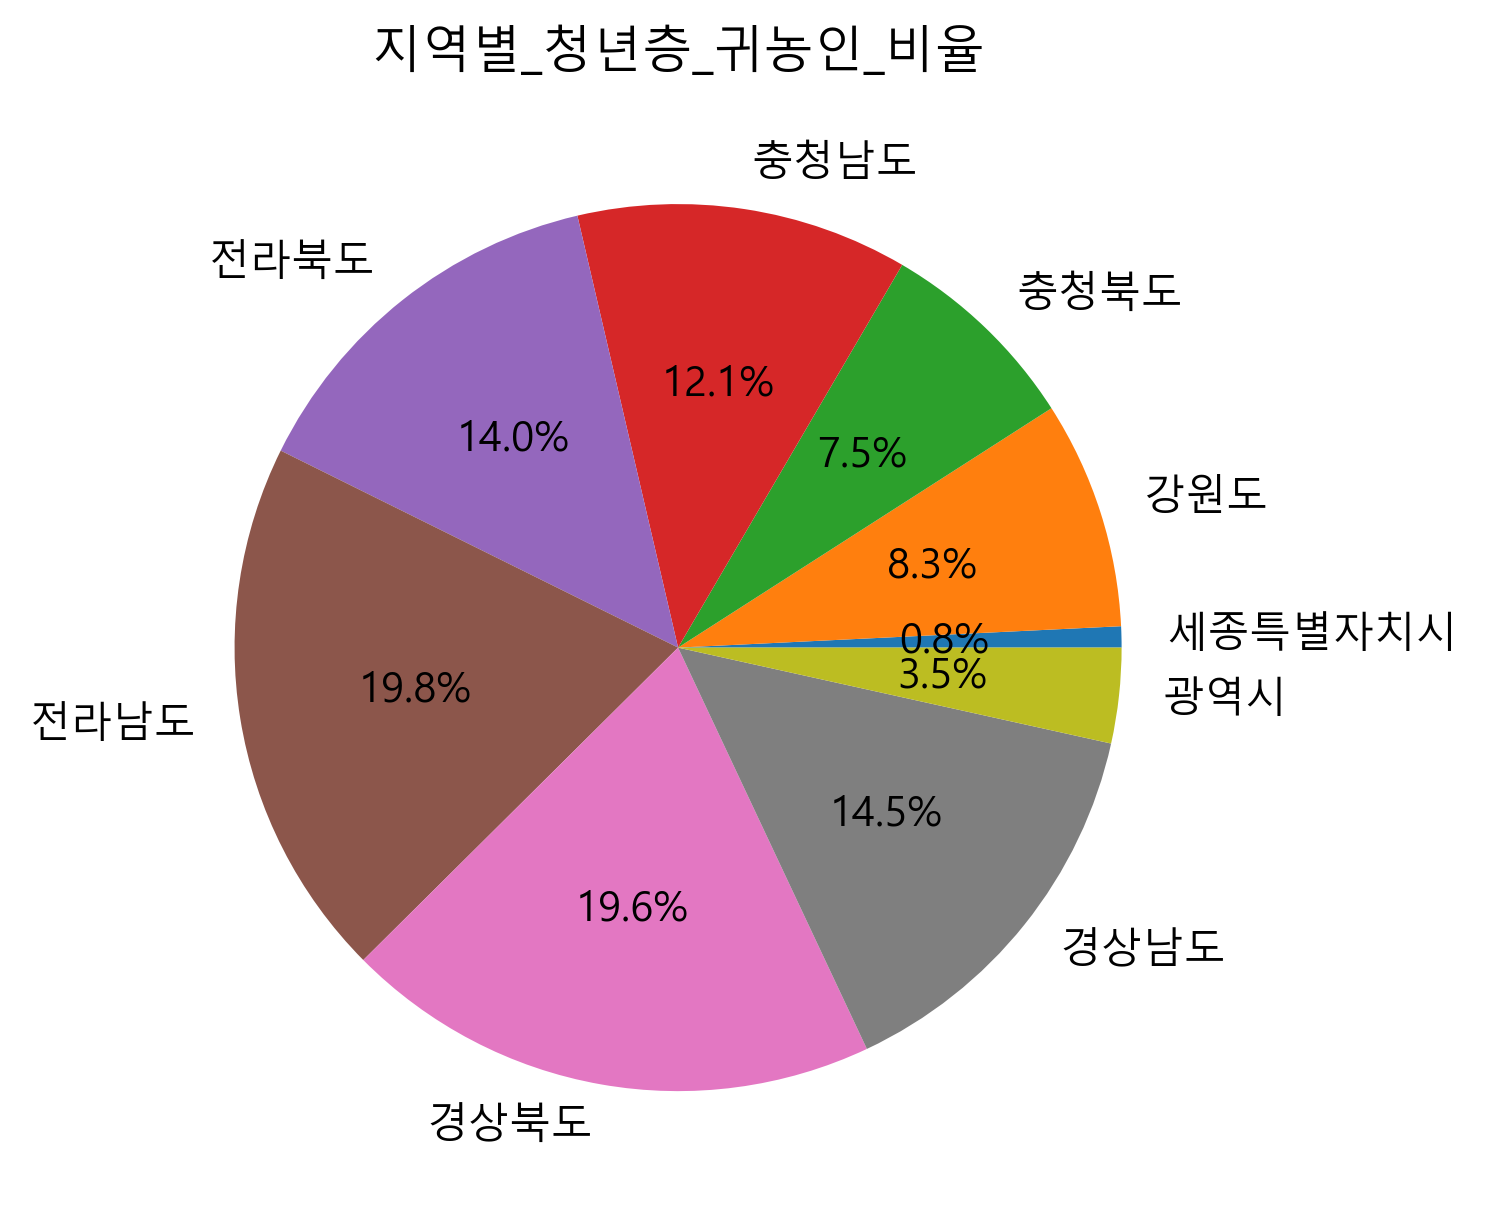 지역별_청년층_귀농인_비율
충청남도
전라북도
충청북도
12.1%
14.0%
7.5%
강원도
8.3%
세종특별자치시
0.8%
3.5%
광역시
19.8%
전라남도
14.5%
19.6%
경상남도
경상북도